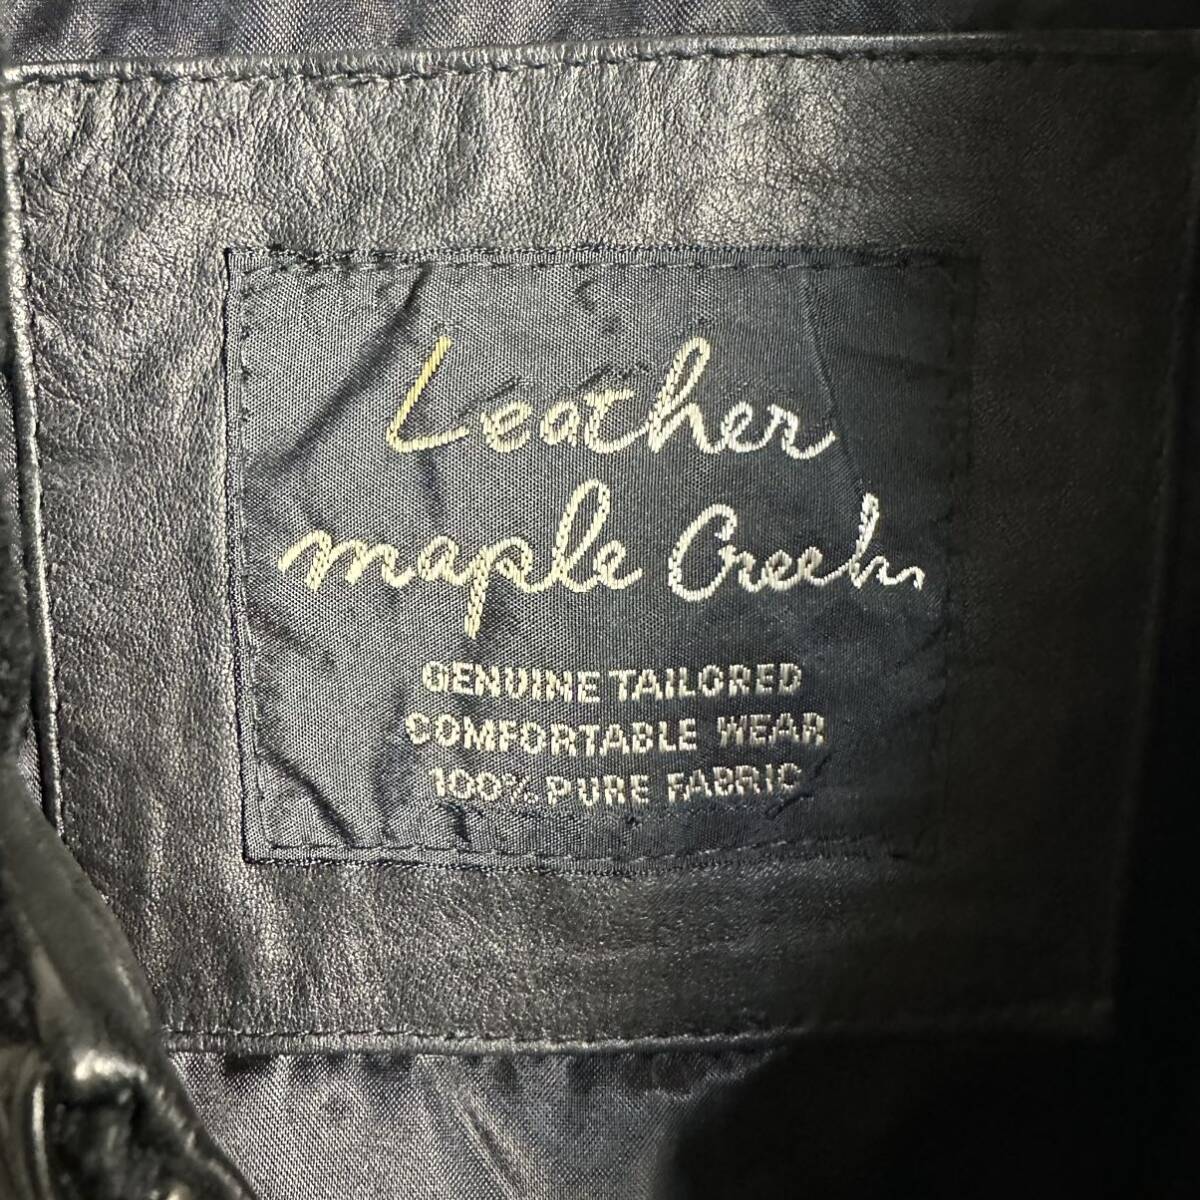 Leather
maple Creek
GENUINE TAILORED
COMFORTABLE WEAR
100% PURE FABRIC